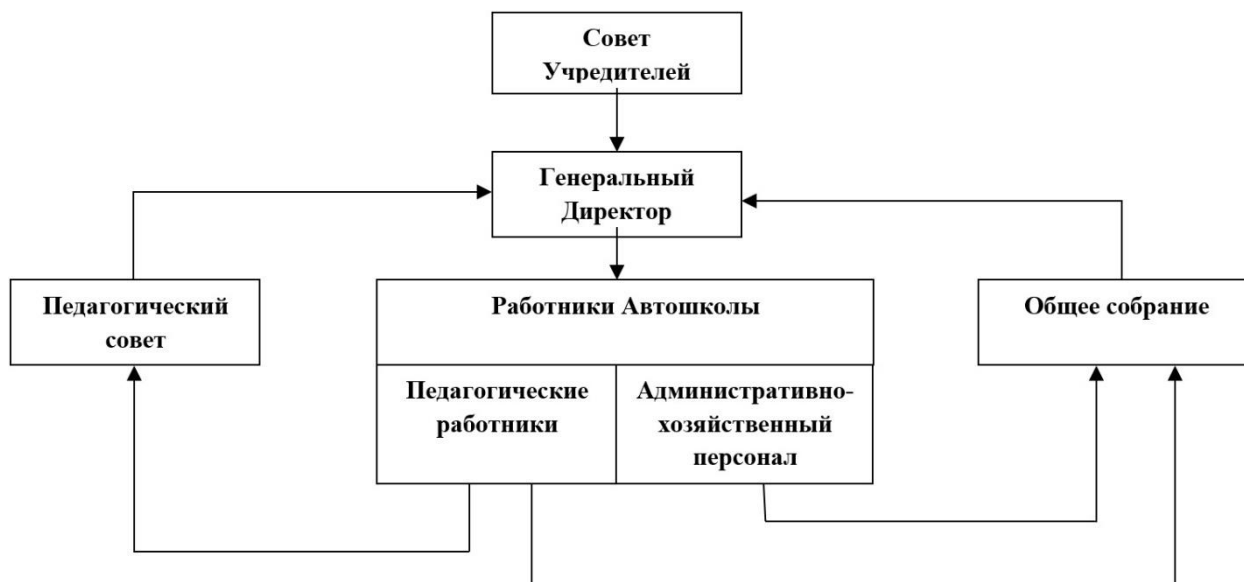 Совет
Учредителей
Генеральный
Директор
Педагогический
совет
Работники Автошколы
Общее собрание
Педагогические
работники
Административно-
хозяйственный
персонал